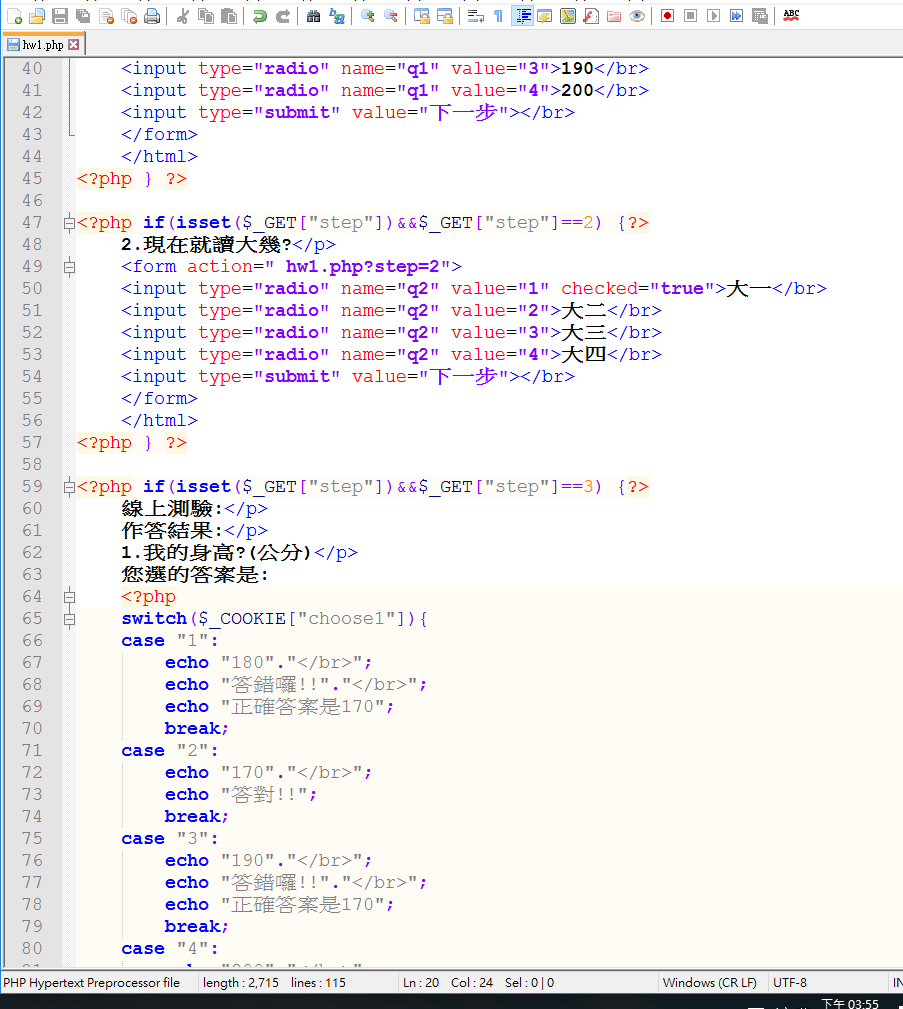 ABC
hw1.php
40 <input type="radio" name="q1" value="3">190</br>
41 <input type="radio" name="q1" value="4">200</br>
42 <input type="submit" value="下一步"></br>
43 </form>
44 </html>
45 <?php } ?>
46
47 <?php if(isset($_GET["step"])&&$_GET["step"]==2) {?>
48 2.現在就讀大幾?</p>
49 <form action=" hw1.php?step=2">
50 <input type="radio" name="q2" value="1" checked="true">大一</br>
51 <input type="radio" name="q2" value="2">大二</br>
52 <input type="radio" name="q2" value="3">大三</br>
53 <input type="radio" name="q2" value="4">大四</br>
54 <input type="submit" value="下一步"></br>
55 </form>
56 </html>
57 <?php } ?>
58
59 <?php if(isset($_GET["step"])&&$_GET["step"]==3) {?>
60 線上測驗:</p>
61 作答結果:</p>
62 1.我的身高?(公分)</p>
63 您選的答案是:
64 <?php
65 switch($_COOKIE["choose1"]){
66 case "1":
67 echo "180"."</br>";
68 echo "答錯囉!!"."</br>";
69 echo "正確答案是170";
70 break;
71 case "2":
72 echo "170"."</br>";
73 echo "答對!!";
74 break;
75 case "3":
76 echo "190"."</br>";
77 echo "答錯囉!!"."</br>";
78 echo "正確答案是170";
79 break;
80 case "4":
PHP Hypertext Preprocessor file length : 2,715 lines : 115 Ln : 20 Col : 24 Sel : 0 | 0 Windows (CR LF) UTF-8 IN
下午 03:55